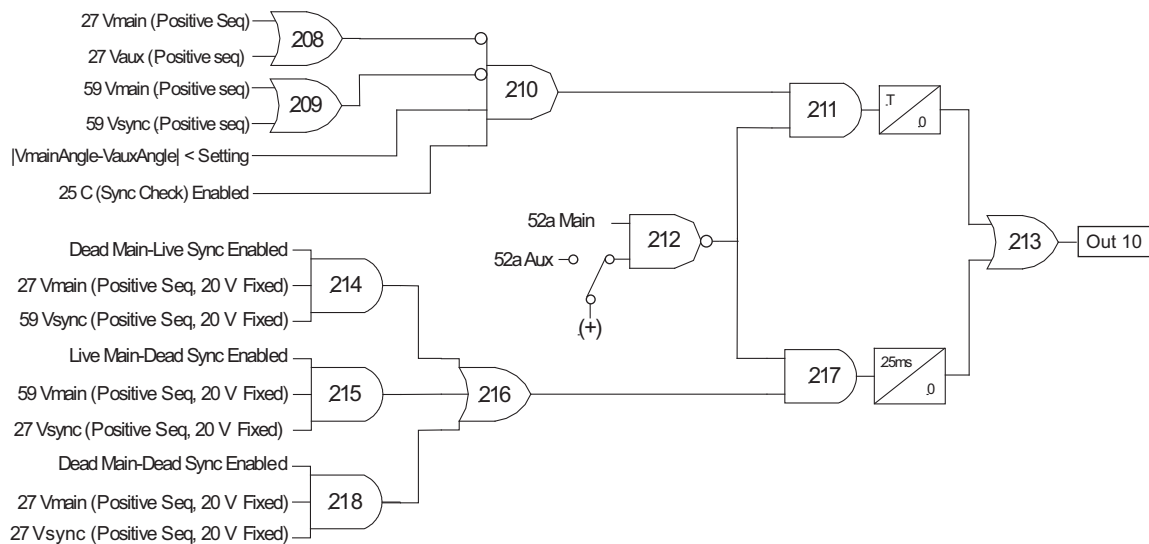 27 Vmain (Positive Seq)
208
27 Vaux (Positive seq)
59 Vmain (Positive seq)
209
59 Vsync (Positive seq)
|VmainAngle-VauxAngle| < Setting
25 C (Sync Check) Enabled
210
211
.T
.0
52a Main
52a Aux
(+)
212
213
Out 10
Dead Main-Live Sync Enabled
27 Vmain (Positive Seq, 20 V Fixed)
214
59 Vsync (Positive Seq, 20 V Fixed)
Live Main-Dead Sync Enabled
59 Vmain (Positive Seq, 20 V Fixed)
215
27 Vsync (Positive Seq, 20 V Fixed)
216
217
25ms
.0
Dead Main-Dead Sync Enabled
27 Vmain (Positive Seq, 20 V Fixed)
218
27 Vsync (Positive Seq, 20 V Fixed)